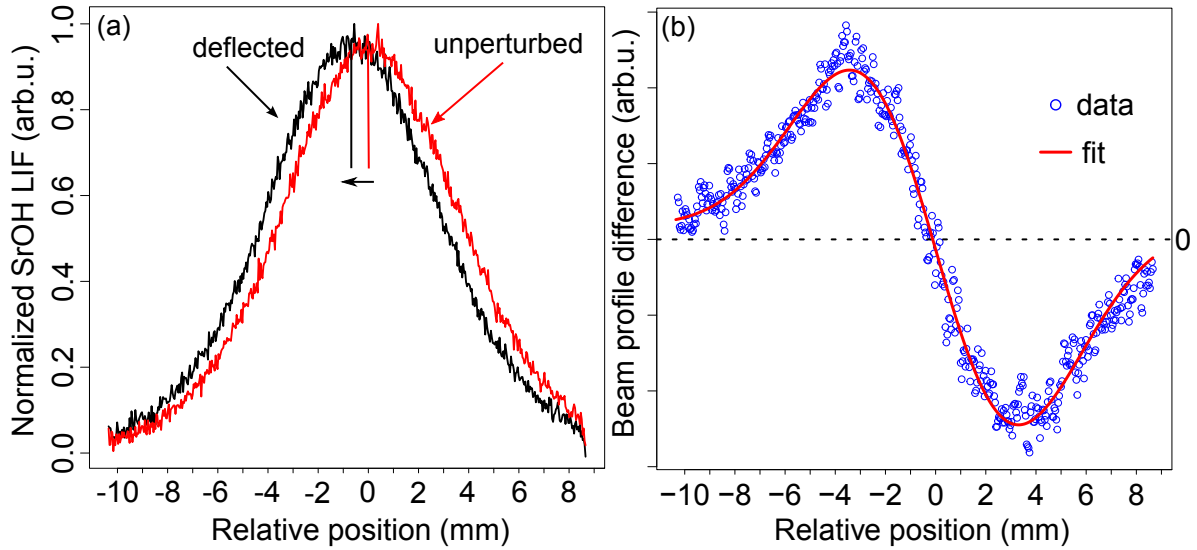 (a)
deflected
unperturbed
Normalized SrOH LIF (arb.u.)
0.0 0.2 0.4 0.6 0.8 1.0
-10 -8 -6 -4 -2 0 2 4 6 8
Relative position (mm)
(b)
data
fit
0
Beam profile difference (arb.u.)
−10 −8 −6 −4 −2 0 2 4 6 8
Relative position (mm)